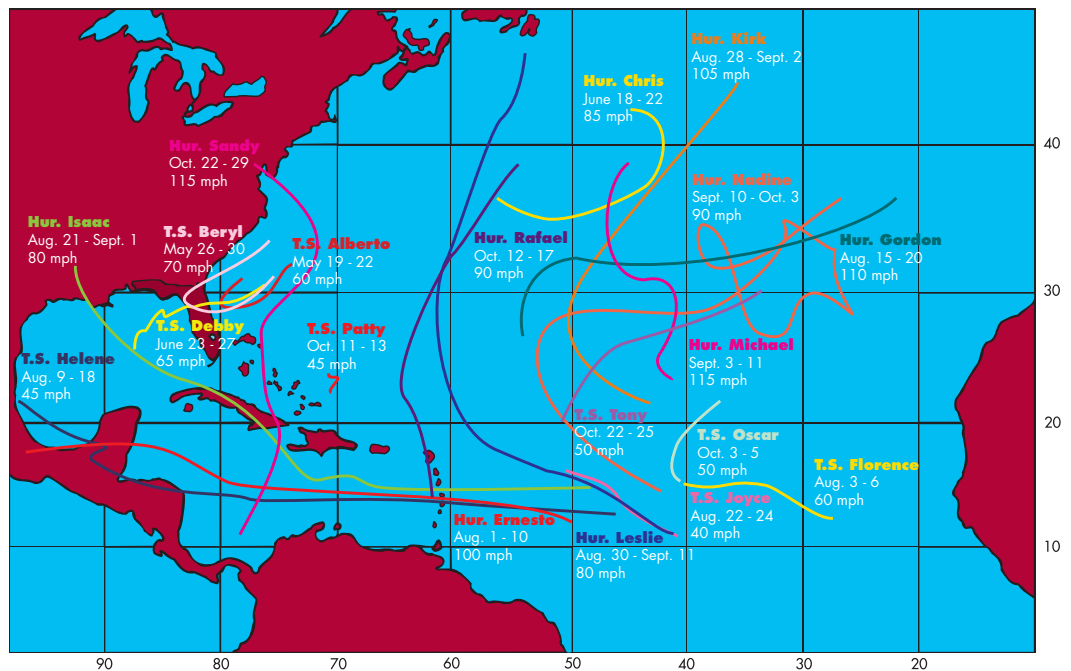 Hur. Kirk
Aug. 28 - Sept. 2
105 mph
Hur. Chris
June 18 - 22
85 mph
Hur. Sandy
Oct. 22 - 29
115 mph
40
Hur. Nadine
Sept. 10 - Oct. 3
90 mph
Hur. Isaac
Aug. 21 - Sept. 1
80 mph
T.S. Beryl
May 26 - 30
70 mph
T.S. Alberto
May 19 - 22
60 mph
Hur. Rafael
Oct. 12 - 17
90 mph
Hur. Gordon
Aug. 15 - 20
110 mph
30
T.S. Debby
June 23 - 27
65 mph
T.S. Patty
Oct. 11 - 13
45 mph
Hur. Michael
Sept. 3 - 11
115 mph
T.S. Helene
Aug. 9 - 18
45 mph
T.S. Tony
Oct. 22 - 25
50 mph
20
T.S. Oscar
Oct. 3 - 5
50 mph
T.S. Florence
Aug. 3 - 6
60 mph
T.S. Joyce
Aug. 22 - 24
40 mph
Hur. Ernesto
Aug. 1 - 10
100 mph
Hur. Leslie
Aug. 30 - Sept. 11
80 mph
10
90 80 70 60 50 40 30 20